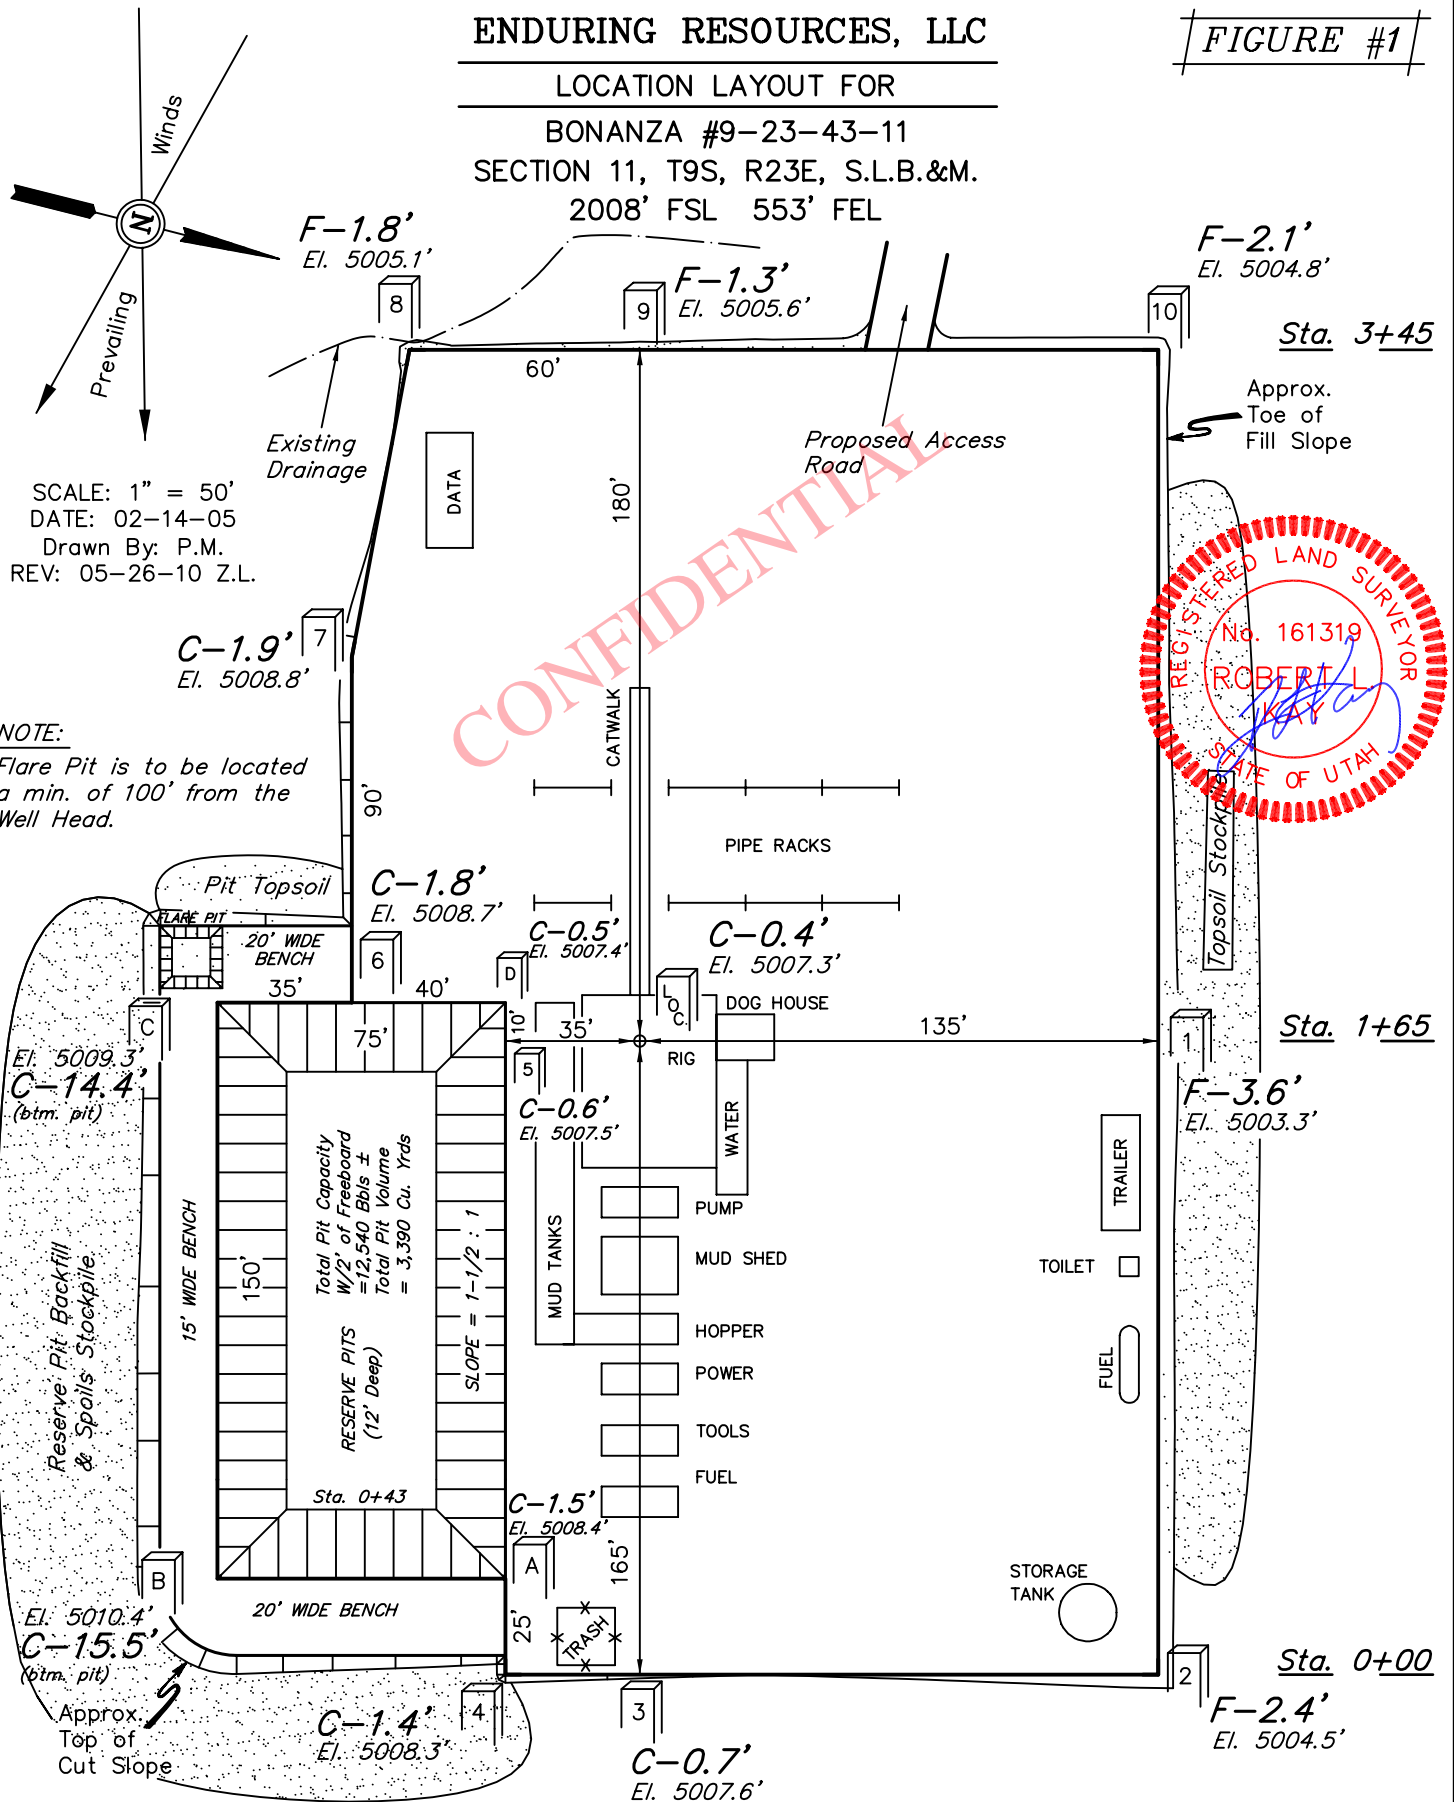 ENDURING RESOURCES, LLC
FIGURE #1
LOCATION LAYOUT FOR
BONANZA #9-23-43-11
SECTION 11, T9S, R23E, S.L.B.&M.
2008' FSL 553' FEL
Winds
N
Prevailing
SCALE: 1" = 50'
DATE: 02-14-05
Drawn By: P.M.
REV: 05-26-10 Z.L.
F-1.8'
El. 5005.1'
8
F-1.3'
El. 5005.6'
9
F-2.1'
El. 5004.8'
10
Sta. 3+45
60'
Approx.
Toe of
Fill Slope
Existing
Drainage
Proposed Access
Road
DATA
180'
CONFIDENTIAL
REGISTERED LAND SURVEYOR
No. 161319
ROBERT L.
KAY
STATE OF UTAH
7
C-1.9'
El. 5008.8'
NOTE:
Flare Pit is to be located
a min. of 100' from the
Well Head.
90'
CATWALK
PIPE RACKS
Topsoil Stockpile
Pit Topsoil
FLARE PIT
20' WIDE
BENCH
C-1.8'
El. 5008.7'
6
C-0.5'
El. 5007.4'
D
C-0.4'
El. 5007.3'
LOC.
DOG HOUSE
35'
40'
75'
10'
35'
135'
RIG
1
Sta. 1+65
F-3.6'
El. 5003.3'
C
El. 5009.3'
C-14.4'
(btm. pit)
5
C-0.6'
El. 5007.5'
WATER
TRAILER
Total Pit Capacity
W/2' of Freeboard
=12,540 Bbls ±
Total Pit Volume
= 3,390 Cu. Yrds
RESERVE PITS
(12' Deep)
150'
15' WIDE BENCH
SLOPE = 1-1/2 : 1
MUD TANKS
PUMP
MUD SHED
HOPPER
POWER
TOOLS
FUEL
TOILET
FUEL
Reserve Pit Backfill
& Spoils Stockpile
Sta. 0+43
C-1.5'
El. 5008.4'
A
165'
B
El. 5010.4'
C-15.5'
(btm. pit)
20' WIDE BENCH
25'
TRASH
STORAGE
TANK
Sta. 0+00
2
F-2.4'
El. 5004.5'
Approx.
Top of
Cut Slope
4
C-1.4'
El. 5008.3'
3
C-0.7'
El. 5007.6'